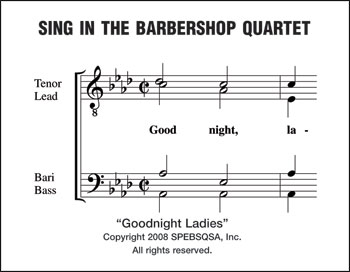 SING IN THE BARBERSHOP QUARTET
Tenor
Lead
8
Good night, la-
Bari
Bass
“Goodnight Ladies”
Copyright 2008 SPEBSQSA, Inc.
All rights reserved.